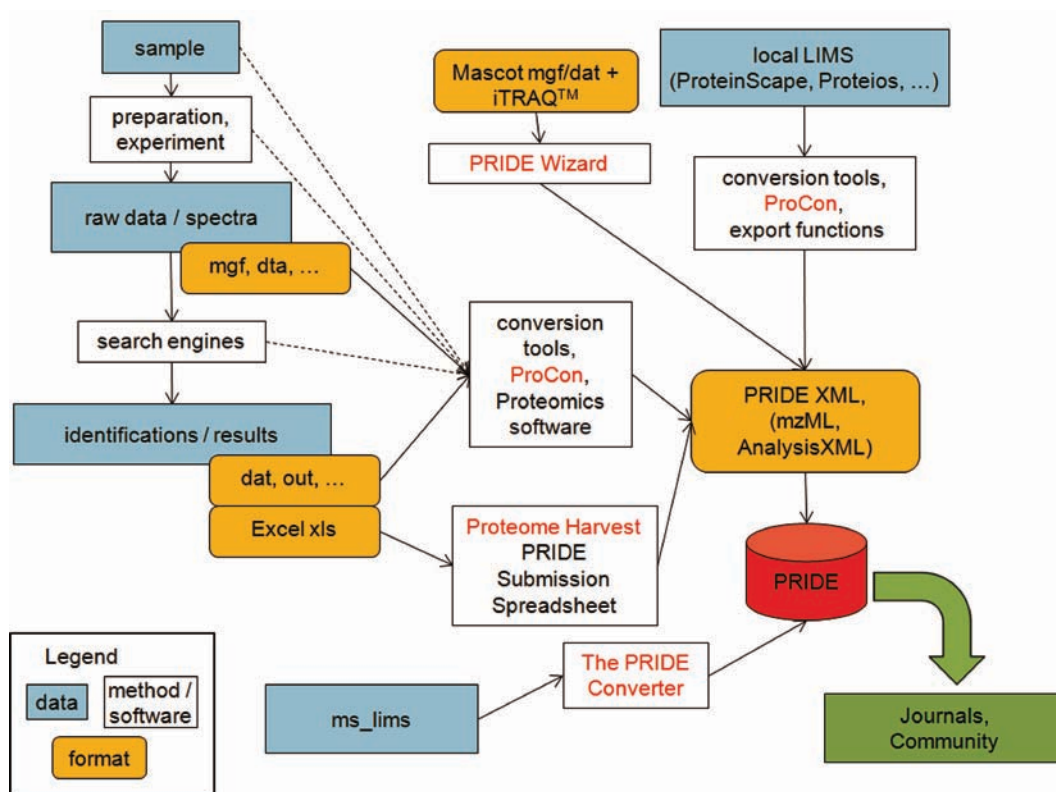 sample
preparation,
experiment
raw data / spectra
mgf, dta, ...
search engines
identifications / results
dat, out, ...
Excel xls
Mascot mgf/dat +
iTRAQ™
PRIDE Wizard
local LIMS
(ProteinScape, Proteios, ...)
conversion tools,
ProCon,
export functions
conversion
tools,
ProCon,
Proteomics
software
PRIDE XML,
(mzML,
AnalysisXML)
Proteome Harvest
PRIDE
Submission
Spreadsheet
PRIDE
The PRIDE
Converter
ms_lims
Journals,
Community
Legend
data
method /
software
format